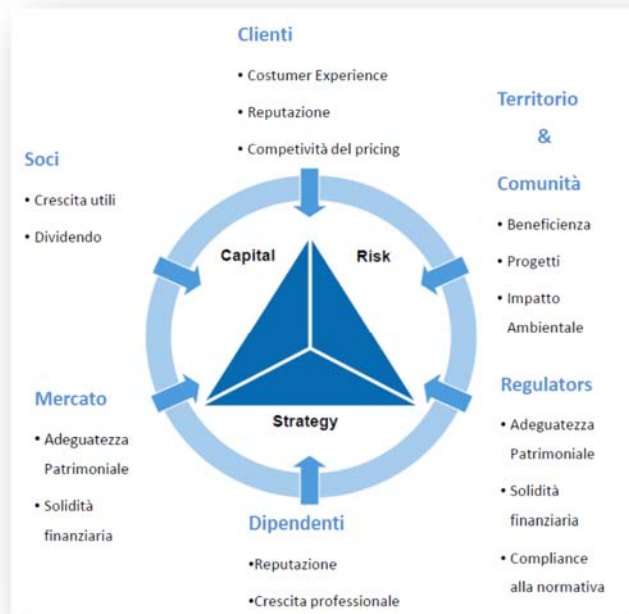 Clienti
• Costumer Experience
• Reputazione
• Competività del pricing
Territorio
&
Comunità
• Beneficienza
• Progetti
• Impatto
Ambientale
Soci
• Crescita utili
• Dividendo
Capital
Risk
Strategy
Mercato
• Adeguatezza
Patrimoniale
• Solidità
finanziaria
Regulators
• Adeguatezza
Patrimoniale
• Solidità
finanziaria
• Compliance
alla normativa
Dipendenti
•Reputazione
•Crescita professionale